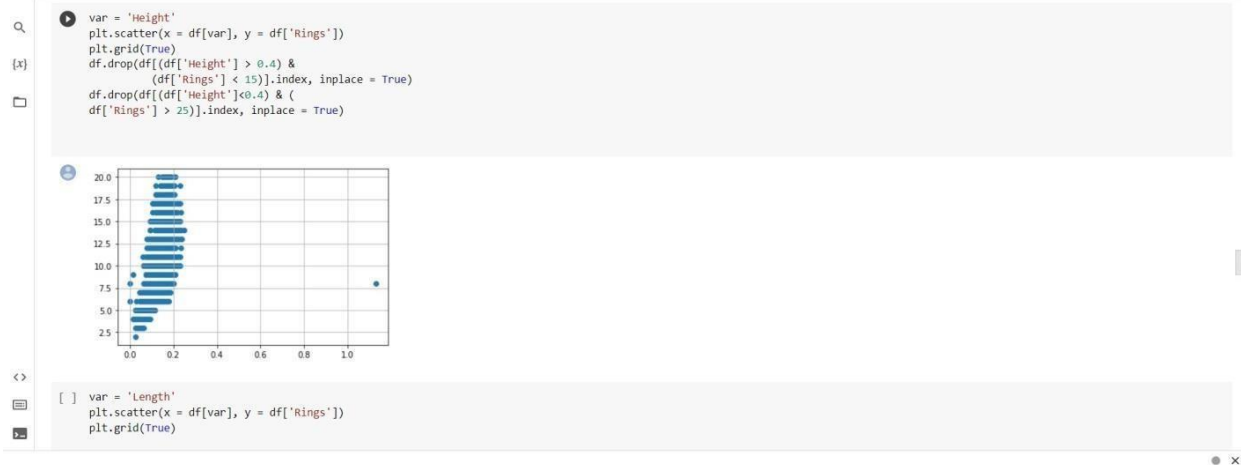 var = 'Height'
plt.scatter(x = df[var], y = df['Rings'])
plt.grid(True)
df.drop(df[(df['Height'] > 0.4) &
(df['Rings'] < 15)].index, inplace = True)
df.drop(df[(df['Height']<0.4) & (
df['Rings'] > 25)].index, inplace = True)
{x}
20.0
17.5
15.0
12.5
10.0
7.5
5.0
2.5
0.0 0.2 0.4 0.6 0.8 1.0
<>
[ ] var = 'Length'
plt.scatter(x = df[var], y = df['Rings'])
plt.grid(True)